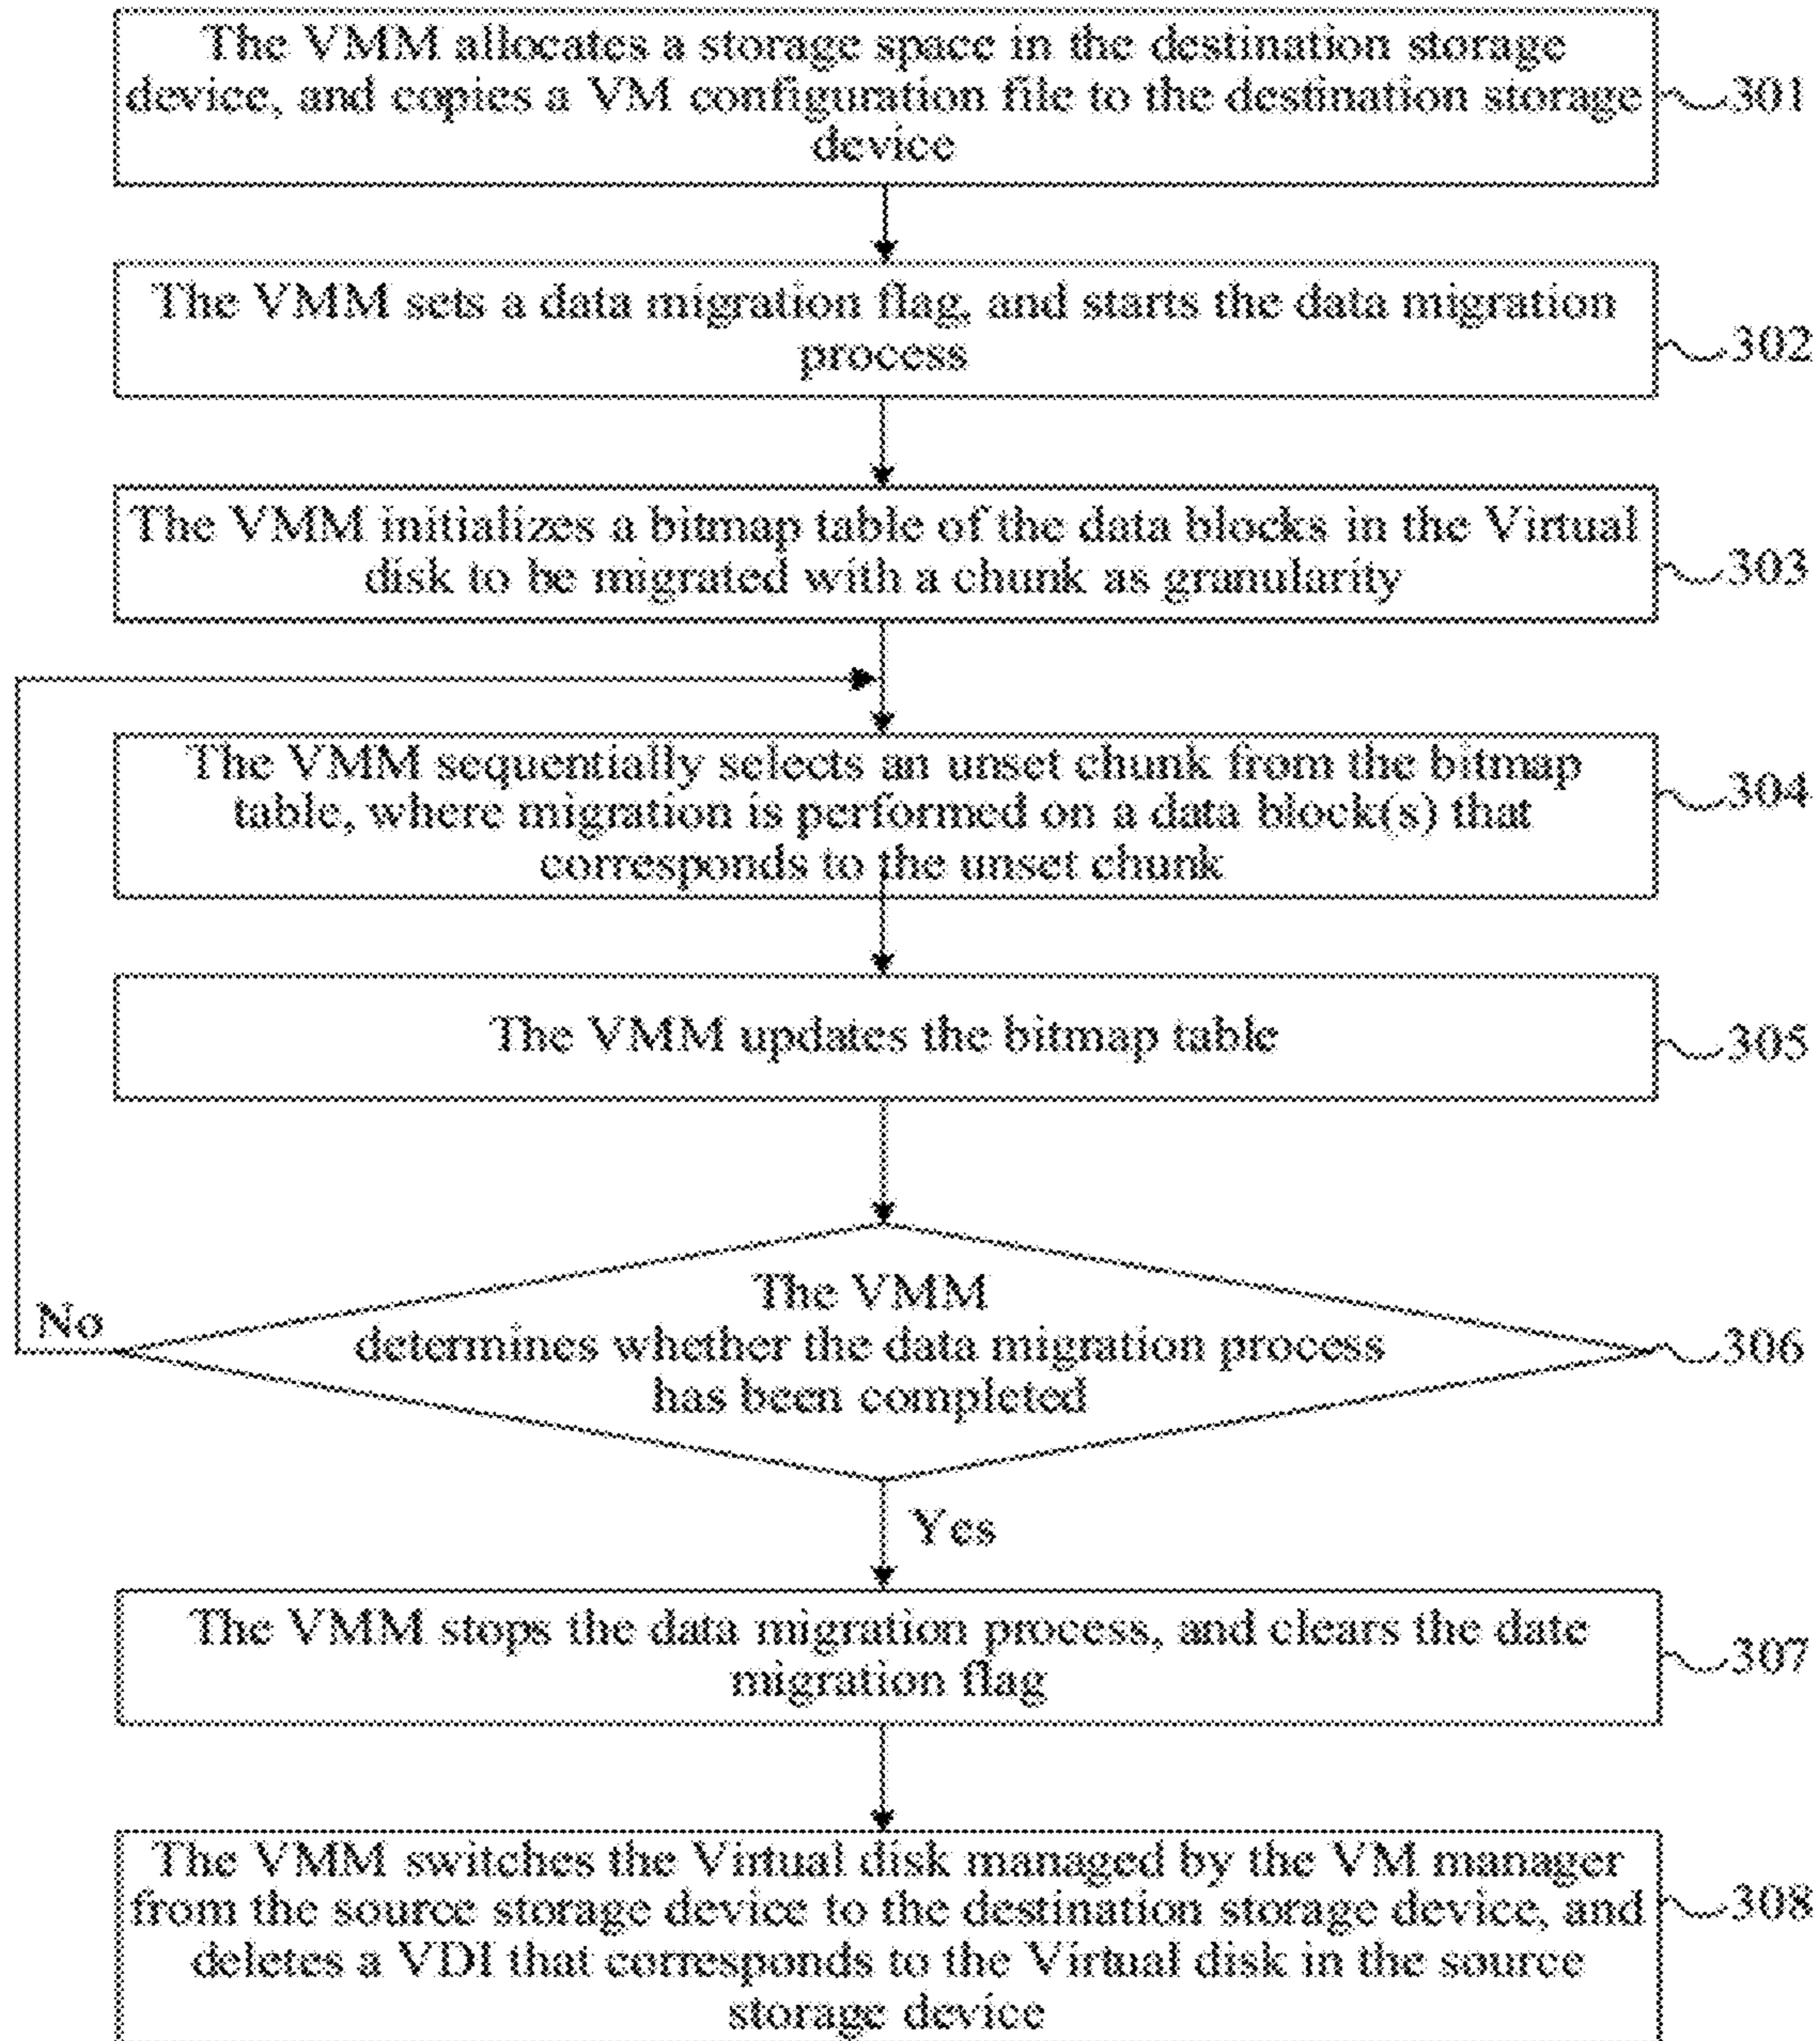 The VMM allocates a storage space in the destination storage
device, and copies a VM configuration file to the destination storage
device
301
The VMM sets a data migration flag, and starts the data migration
process
302
The VMM initializes a bitmap table of the data blocks in the Virtual
disk to be migrated with a chunk as granularity
303
The VMM sequentially selects an unset chunk from the bitmap
table, where migration is performed on a data block(s) that
corresponds to the unset chunk
304
The VMM updates the bitmap table
305
The VMM
determines whether the data migration process
has been completed
306
No
Yes
The VMM stops the data migration process, and clears the date
migration flag
307
The VMM switches the Virtual disk managed by the VM manager
from the source storage device to the destination storage device, and
deletes a VDI that corresponds to the Virtual disk in the source
storage device
308